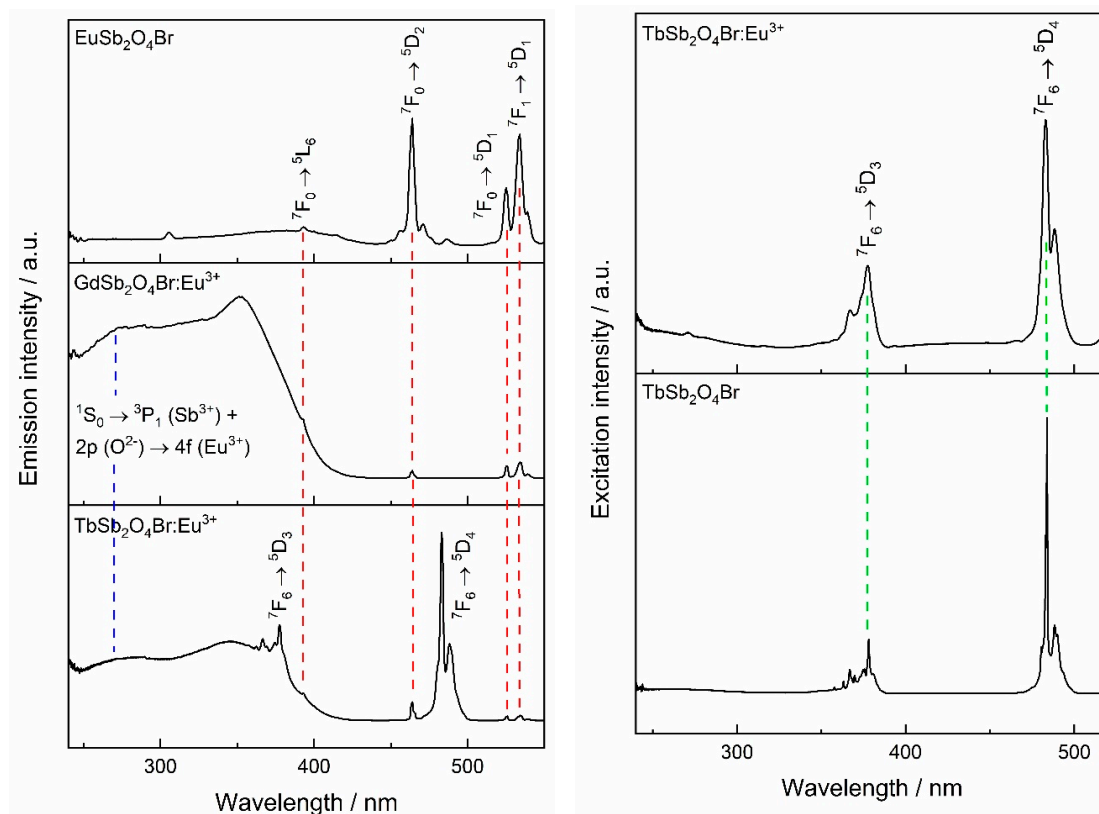 EuSb₂O₄Br
⁷F₀ → ⁵L₆
⁷F₀ → ⁵D₂
⁷F₀ → ⁵D₁
⁷F₁ → ⁵D₁
GdSb₂O₄Br:Eu³⁺
¹S₀ → ³P₁ (Sb³⁺) +
2p (O²⁻) → 4f (Eu³⁺)
TbSb₂O₄Br:Eu³⁺
⁷F₆ → ⁵D₃
⁷F₆ → ⁵D₄
Emission intensity / a.u.
300
400
500
Wavelength / nm
TbSb₂O₄Br:Eu³⁺
⁷F₆ → ⁵D₃
⁷F₆ → ⁵D₄
TbSb₂O₄Br
Excitation intensity / a.u.
300
400
500
Wavelength / nm